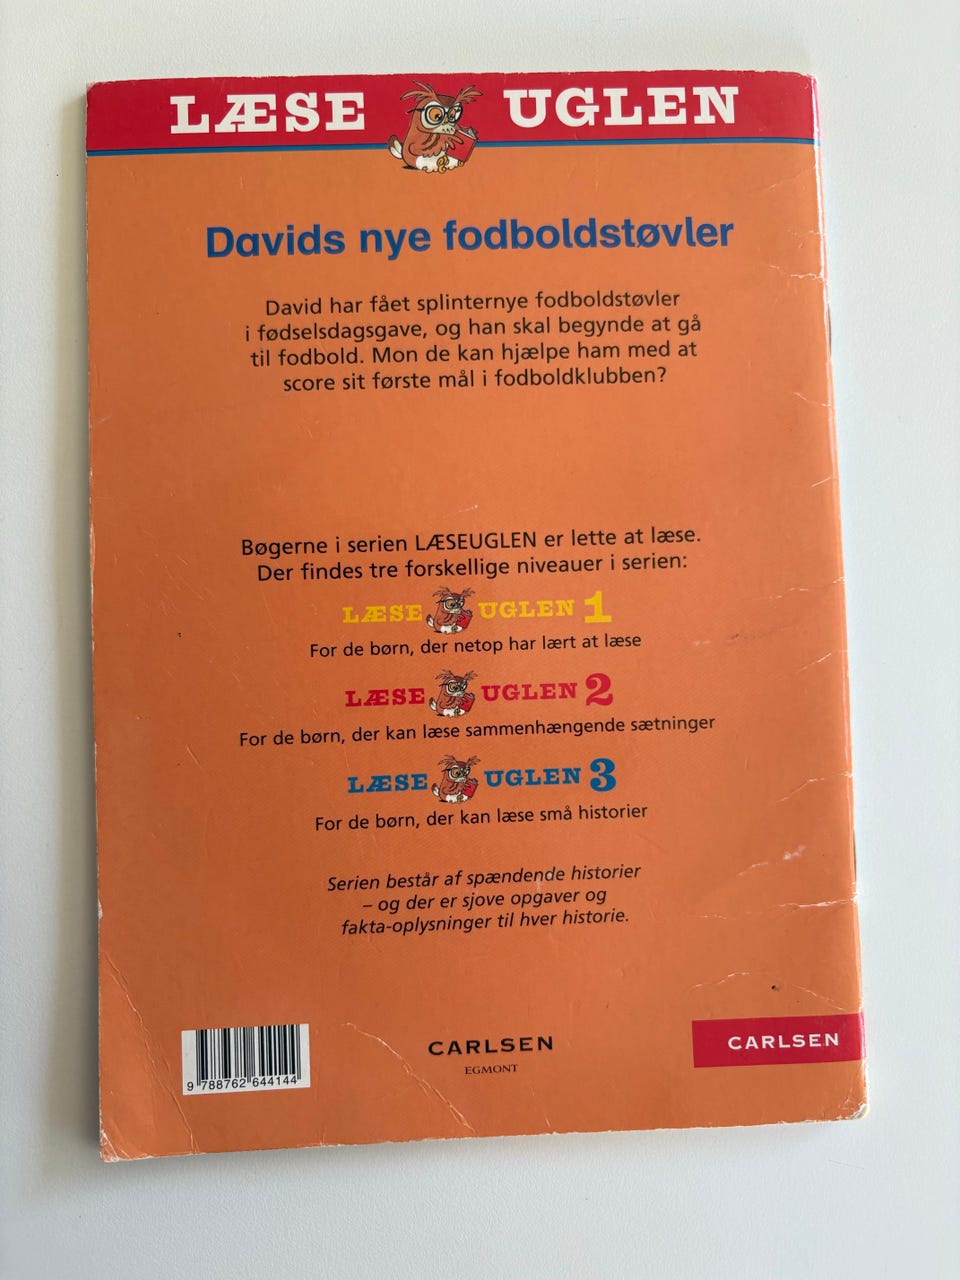 LÆSE UGLEN
Davids nye fodboldstøvler
David har fået splinternye fodboldstøvler
i fødselsdagsgave, og han skal begynde at gå
til fodbold. Mon de kan hjælpe ham med at
score sit første mål i fodboldklubben?
Bøgerne i serien LÆSEUGLEN er lette at læse.
Der findes tre forskellige niveauer i serien:
LÆSE UGLEN 1
For de børn, der netop har lært at læse
LÆSE UGLEN 2
For de børn, der kan læse sammenhængende sætninger
LÆSE UGLEN 3
For de børn, der kan læse små historier
Serien består af spændende historier
– og der er sjove opgaver og
fakta-oplysninger til hver historie.
9 788762 644144
CARLSEN
EGMONT
CARLSEN